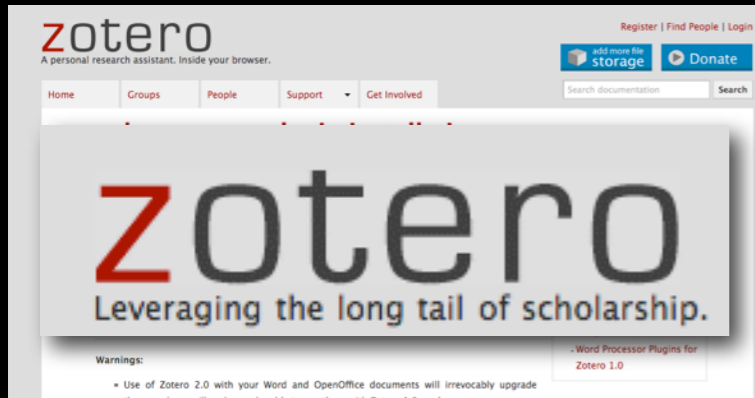 zotero
A personal research assistant. Inside your browser.
Register | Find People | Login
add more file
storage
Donate
Home Groups People Support Get Involved
Search documentation Search
zotero
Leveraging the long tail of scholarship.
Warnings:
Use of Zotero 2.0 with your Word and OpenOffice documents will irrevocably upgrade
Word Processor Plugins for
Zotero 1.0